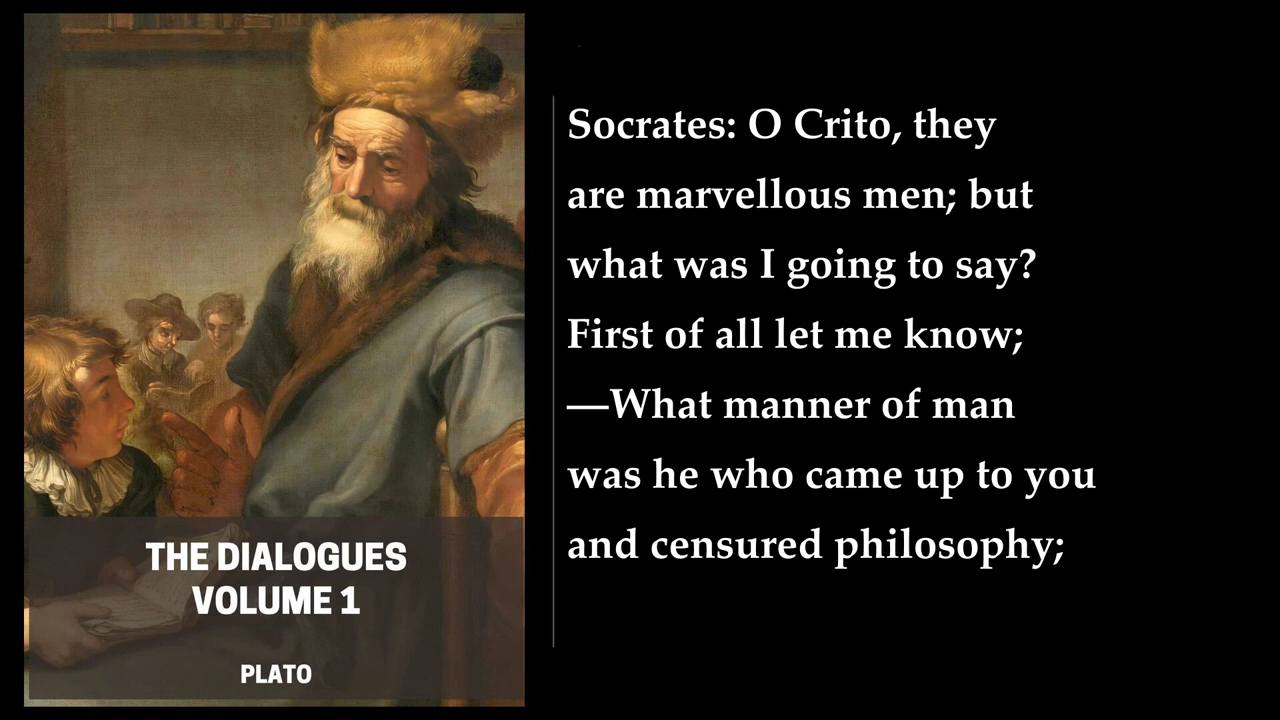 THE DIALOGUES
VOLUME 1
PLATO
Socrates: O Crito, they
are marvellous men; but
what was I going to say?
First of all let me know;
—What manner of man
was he who came up to you
and censured philosophy;